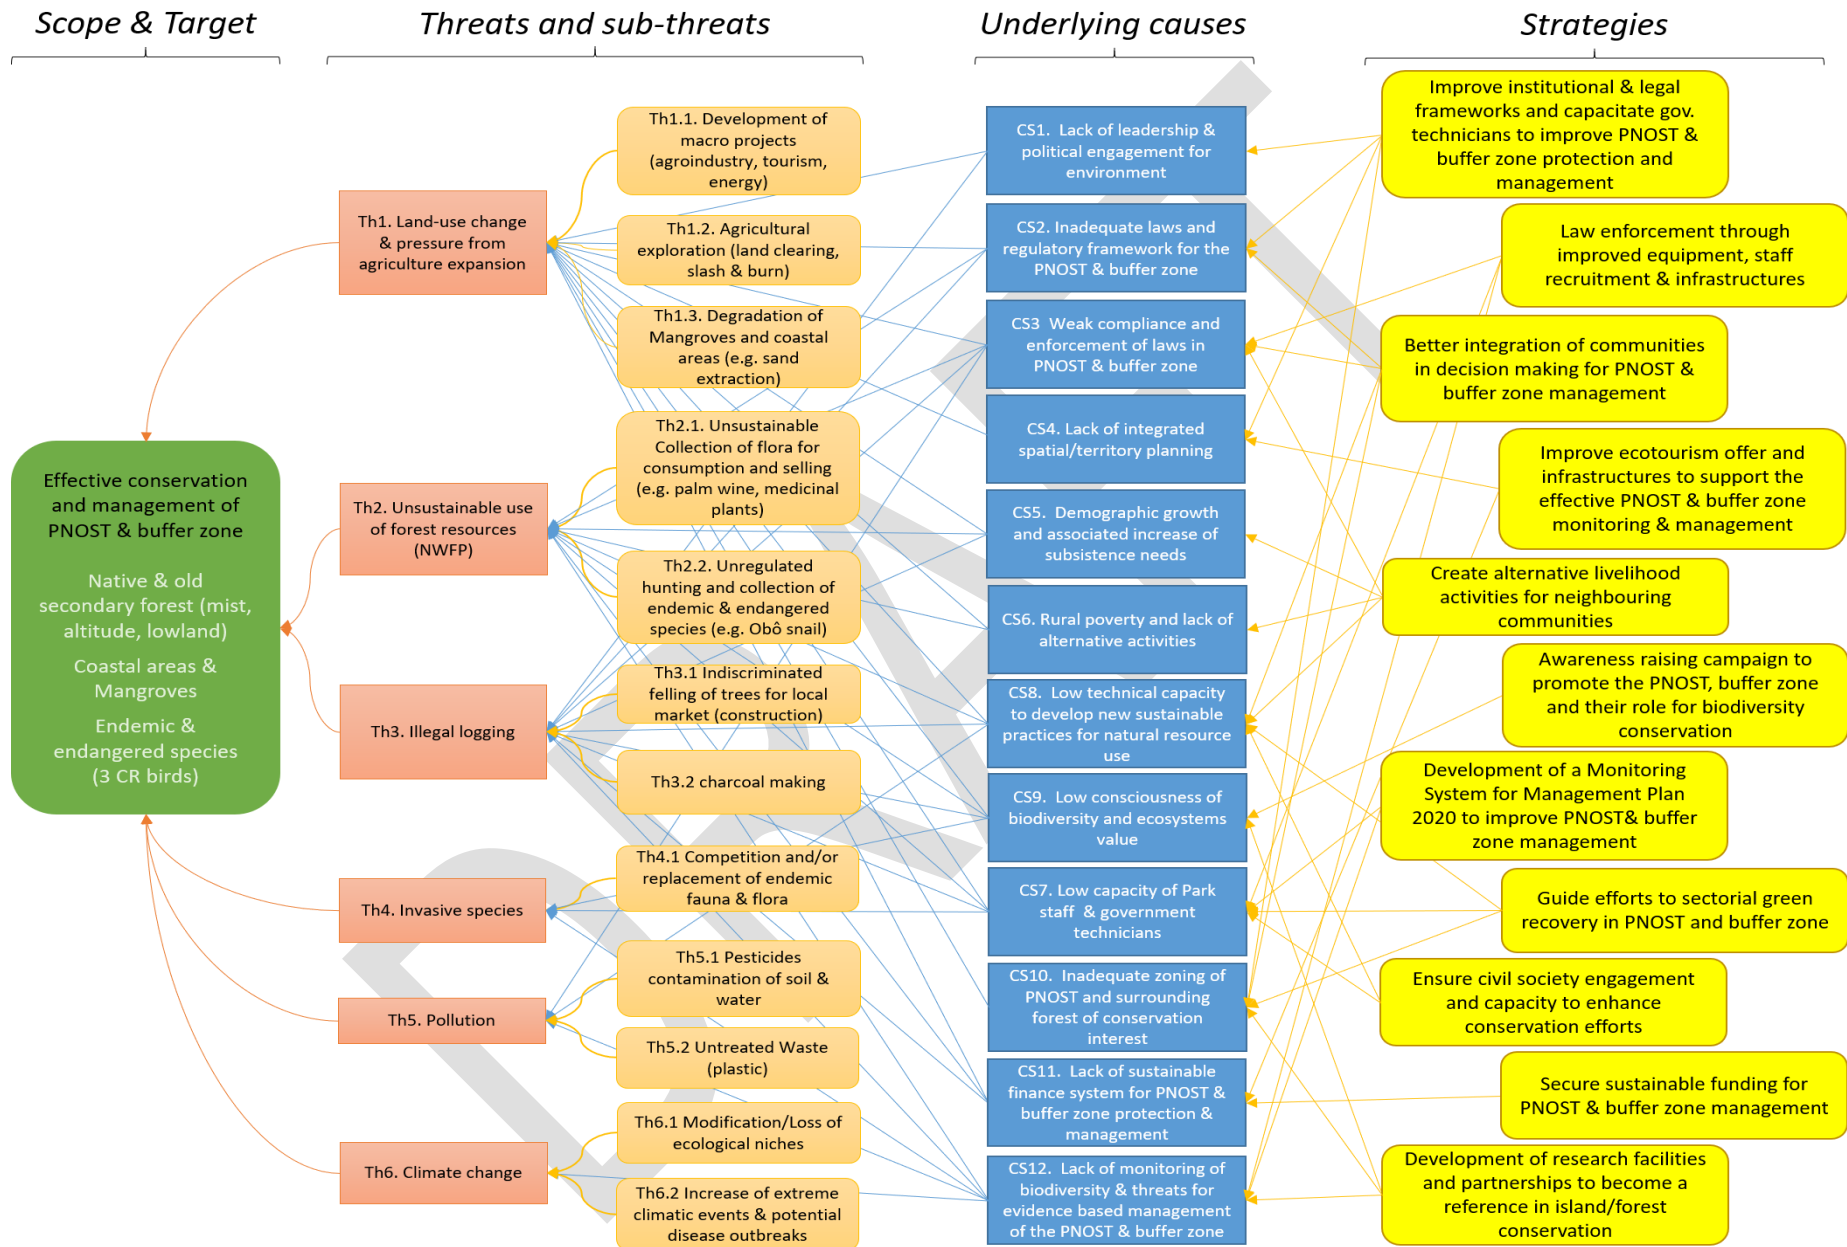 Scope & Target
Threats and sub-threats
Underlying causes
Strategies
Effective conservation
and management of
PNOST & buffer zone
Native & old
secondary forest (mist,
altitude, lowland)
Coastal areas &
Mangroves
Endemic &
endangered species
(3 CR birds)
Th1. Land-use change
& pressure from
agriculture expansion
Th2. Unsustainable use
of forest resources
(NWFP)
Th3. Illegal logging
Th4. Invasive species
Th5. Pollution
Th6. Climate change
Th1.1. Development of
macro projects
(agroindustry, tourism,
energy)
Th1.2. Agricultural
exploration (land clearing,
slash & burn)
Th1.3. Degradation of
Mangroves and coastal
areas (e.g. sand
extraction)
Th2.1. Unsustainable
Collection of flora for
consumption and selling
(e.g. palm wine, medicinal
plants)
Th2.2. Unregulated
hunting and collection of
endemic & endangered
species (e.g. Obô snail)
Th3.1 Indiscriminated
felling of trees for local
market (construction)
Th3.2 charcoal making
Th4.1 Competition and/or
replacement of endemic
fauna & flora
Th5.1 Pesticides
contamination of soil &
water
Th5.2 Untreated Waste
(plastic)
Th6.1 Modification/Loss of
ecological niches
Th6.2 Increase of extreme
climatic events & potential
disease outbreaks
CS1. Lack of leadership &
political engagement for
environment
CS2. Inadequate laws and
regulatory framework for the
PNOST & buffer zone
CS3 Weak compliance and
enforcement of laws in
PNOST & buffer zone
CS4. Lack of integrated
spatial/territory planning
CS5. Demographic growth
and associated increase of
subsistence needs
CS6. Rural poverty and lack of
alternative activities
CS8. Low technical capacity
to develop new sustainable
practices for natural resource
use
CS9. Low consciousness of
biodiversity and ecosystems
value
CS7. Low capacity of Park
staff & government
technicians
CS10. Inadequate zoning of
PNOST and surrounding
forest of conservation
interest
CS11. Lack of sustainable
finance system for PNOST &
buffer zone protection &
management
CS12. Lack of monitoring of
biodiversity & threats for
evidence based management
of the PNOST & buffer zone
Improve institutional & legal
frameworks and capacitate gov.
technicians to improve PNOST &
buffer zone protection and
management
Law enforcement through
improved equipment, staff
recruitment & infrastructures
Better integration of communities
in decision making for PNOST &
buffer zone management
Improve ecotourism offer and
infrastructures to support the
effective PNOST & buffer zone
monitoring & management
Create alternative livelihood
activities for neighbouring
communities
Awareness raising campaign to
promote the PNOST, buffer zone
and their role for biodiversity
conservation
Development of a Monitoring
System for Management Plan
2020 to improve PNOST& buffer
zone management
Guide efforts to sectorial green
recovery in PNOST and buffer zone
Ensure civil society engagement
and capacity to enhance
conservation efforts
Secure sustainable funding for
PNOST & buffer zone management
Development of research facilities
and partnerships to become a
reference in island/forest
conservation
DRAFT